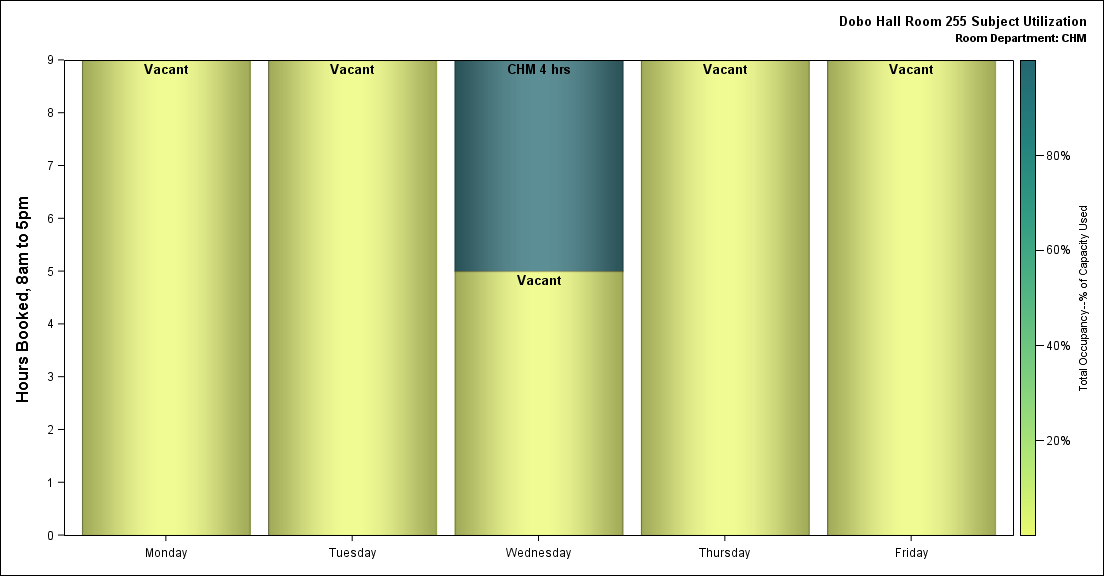 Dobo Hall Room 255 Subject Utilization
Room Department: CHM
Hours Booked, 8am to 5pm
9
8
7
6
5
4
3
2
1
0
Vacant
Vacant
CHM 4 hrs
Vacant
Vacant
Vacant
Monday
Tuesday
Wednesday
Thursday
Friday
80%
60%
40%
20%
Total Occupancy--% of Capacity Used